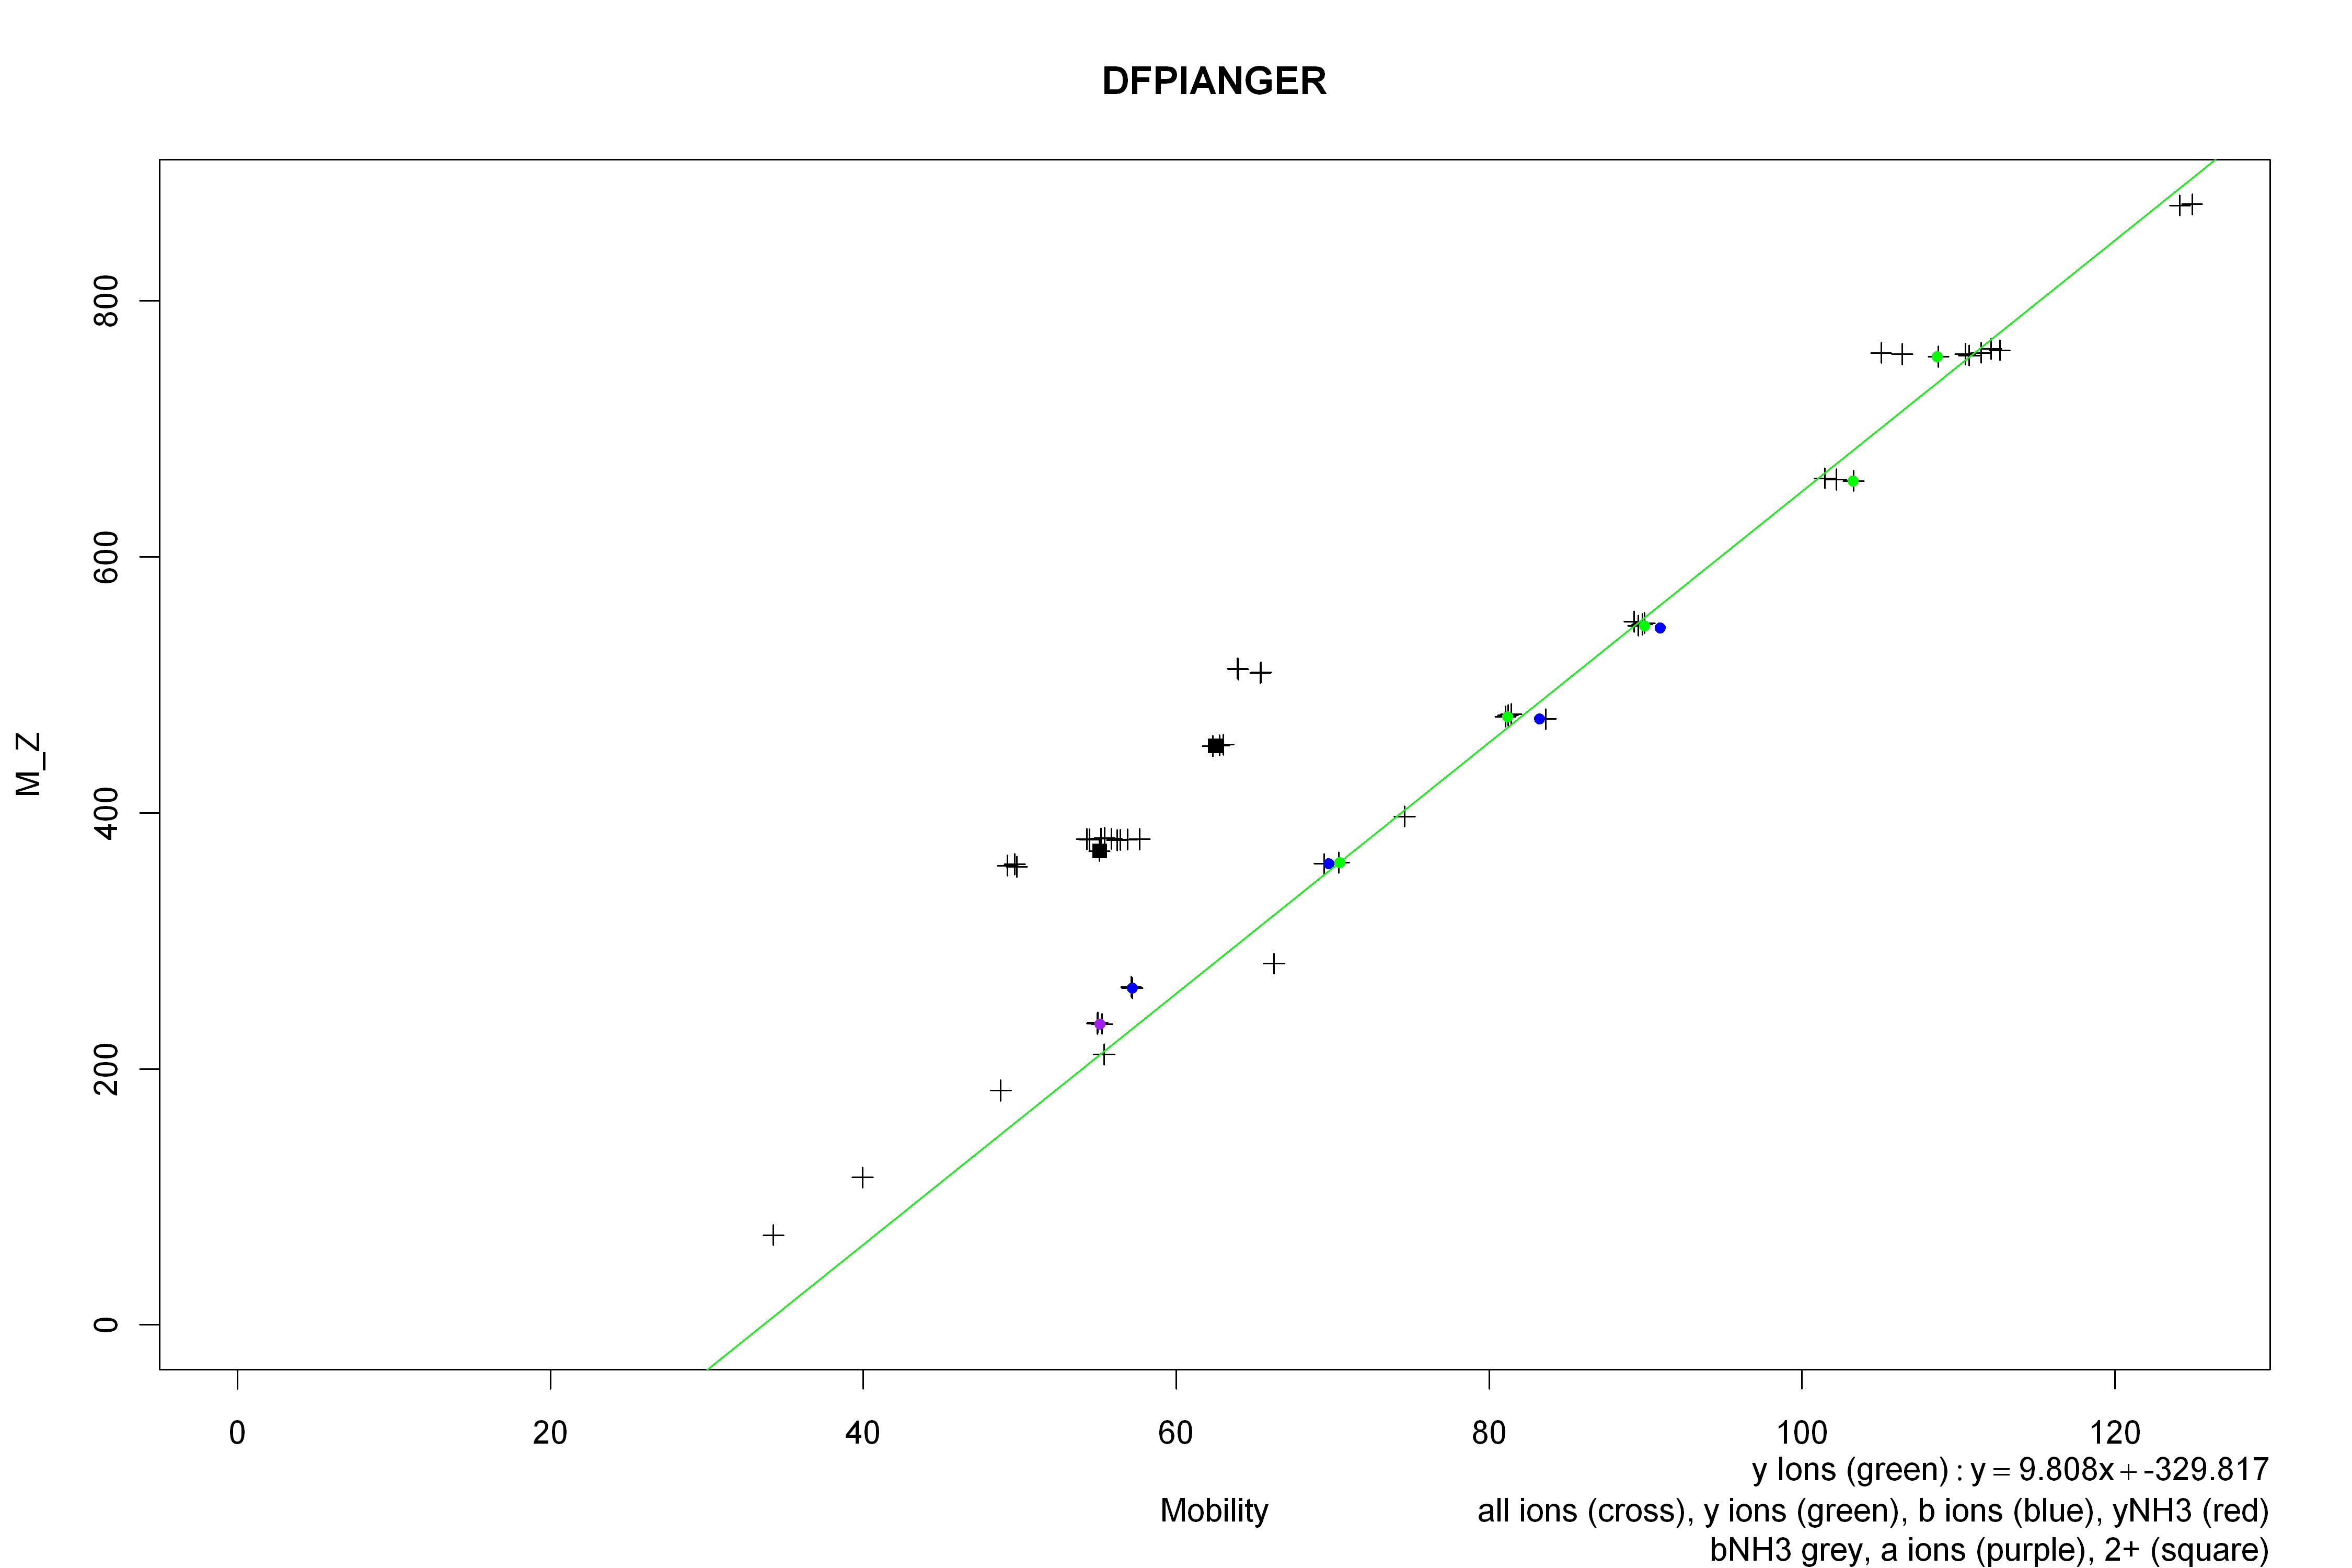 DFPIANGER
M_Z
800
600
400
200
0
0 20 40 60 80 100 120
y Ions (green) : y = 9.808x + -329.817
Mobility
all ions (cross), y ions (green), b ions (blue), yNH3 (red)
bNH3 grey, a ions (purple), 2+ (square)